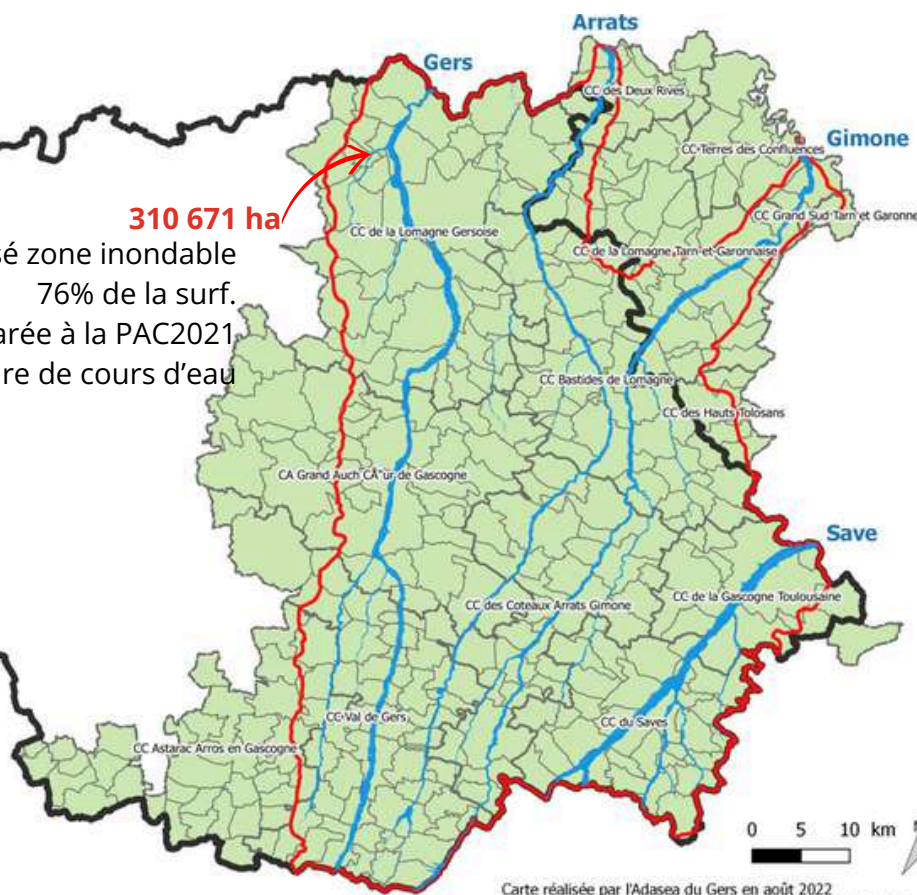 Arrats
Gers
CC des Deux Rives
Gimone
CC Terres des Confluences
310 671 ha
CC Grand Sud Tarn et Garonne
CC de la Lomagne Gersoise
sé zone inondable
CC de la Lomagne Tarn-et-Garonnaise
76% de la surf.
arée à la PAC2021
re de cours d'eau
CC Bastides de Lomagne
CC des Hauts Tolosans
CA Grand Auch CÅ"ur de Gascogne
Save
CC de la Gascogne Toulousaine
CC des Coteaux Arrats Gimone
CC Val de Gers
CC du Saves
CC Astarac Arros en Gascogne
0 5 10 km
Carte réalisée par l'Adasea du Gers en août 2022